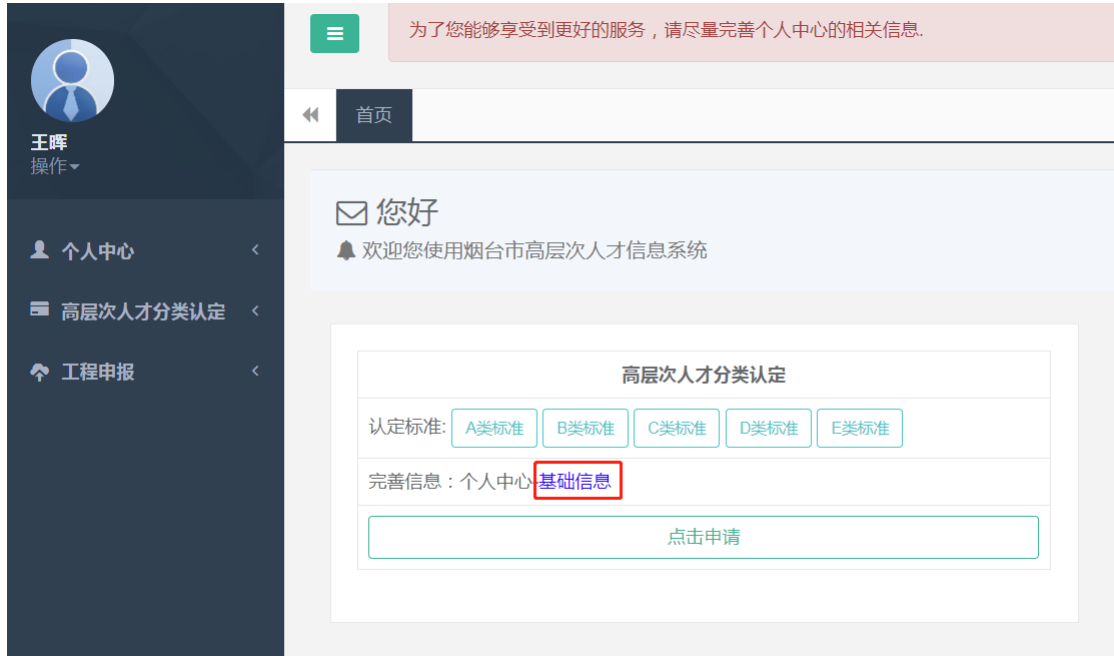 为了您能够享受到更好的服务，请尽量完善个人中心的相关信息.
首页
王晖
操作
个人中心
高层次人才分类认定
工程申报
您好
欢迎您使用烟台市高层次人才信息系统
高层次人才分类认定
认定标准: A类标准 B类标准 C类标准 D类标准 E类标准
完善信息：个人中心-基础信息
点击申请